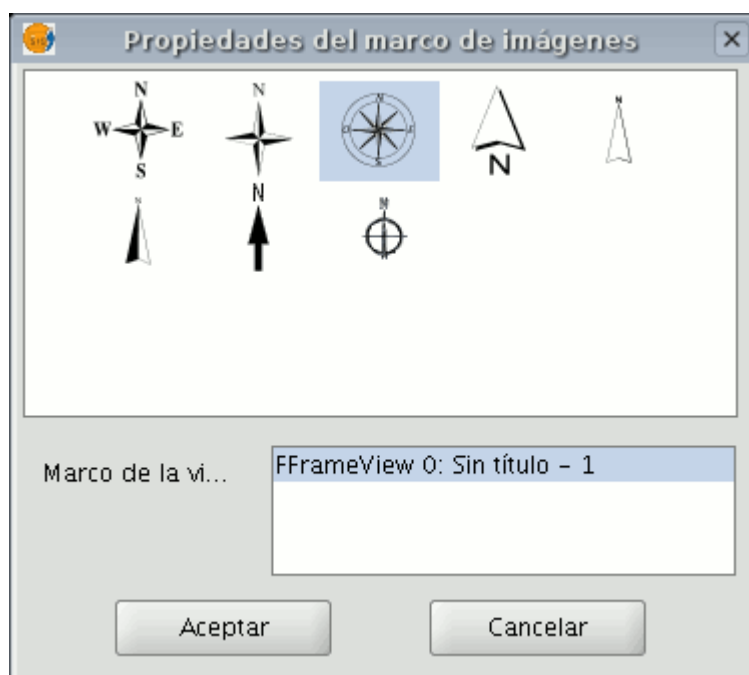 Propiedades del marco de imágenes
N
W E
S
N
N
O E
S
N
N
N
N
N
Marco de la vi...
FFrameView 0: Sin título – 1
Aceptar
Cancelar